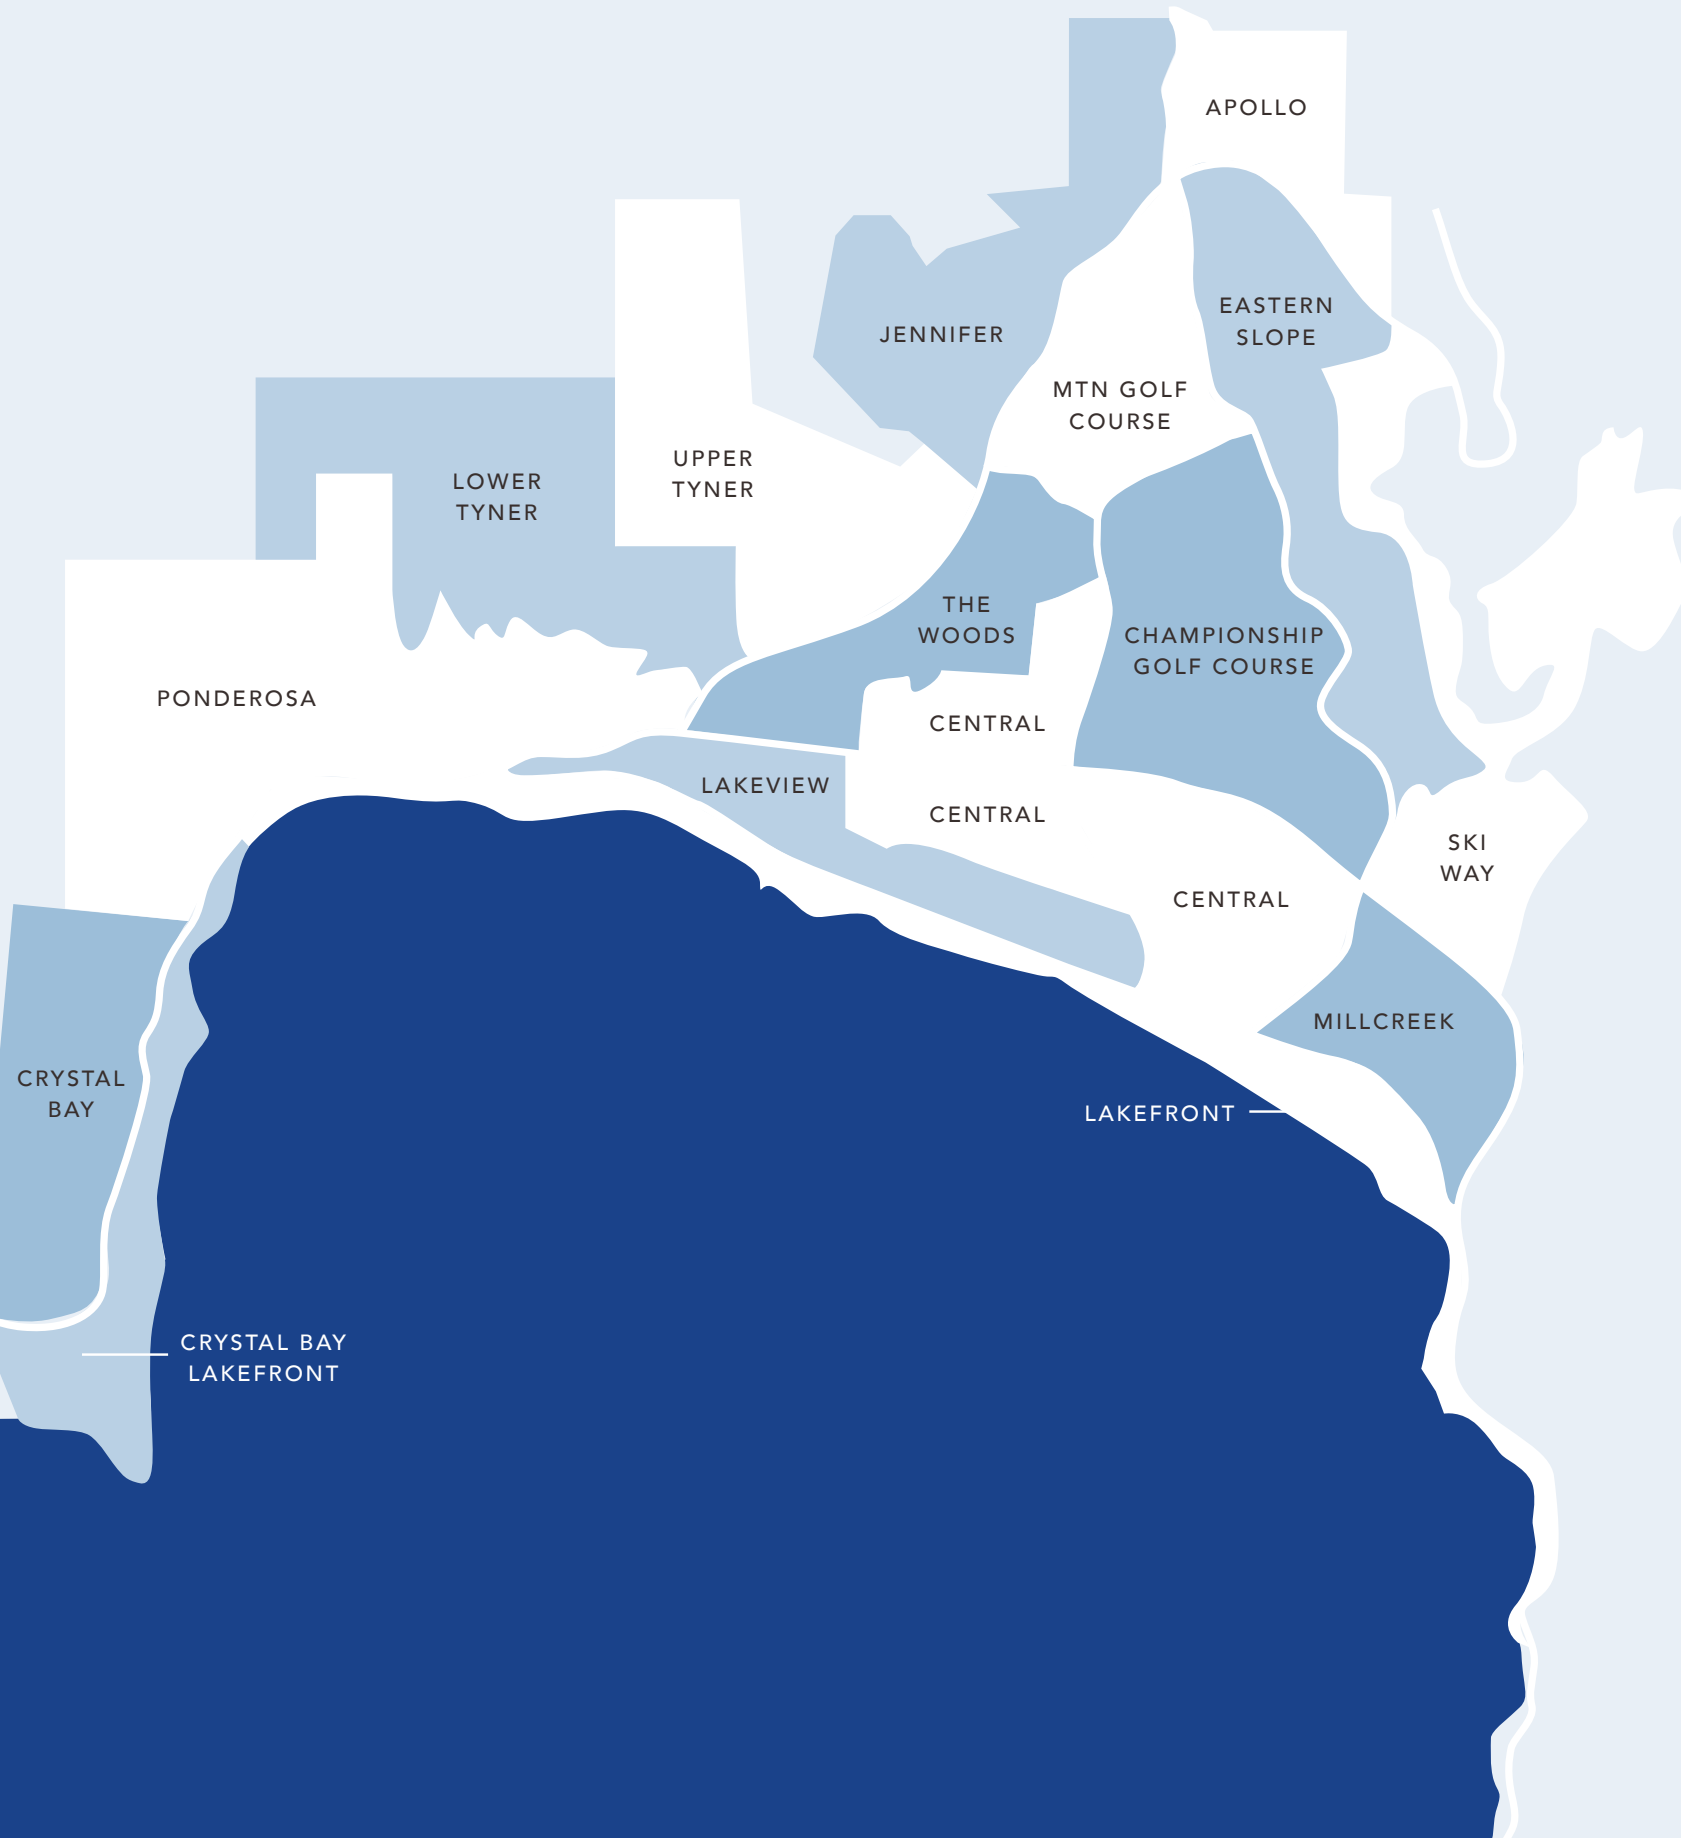 APOLLO
EASTERN
SLOPE
JENNIFER
MTN GOLF
COURSE
UPPER
TYNER
LOWER
TYNER
THE
WOODS
CHAMPIONSHIP
GOLF COURSE
PONDEROSA
CENTRAL
LAKEVIEW
CENTRAL
SKI
WAY
CENTRAL
MILLCREEK
CRYSTAL
BAY
LAKEFRONT
CRYSTAL BAY
LAKEFRONT